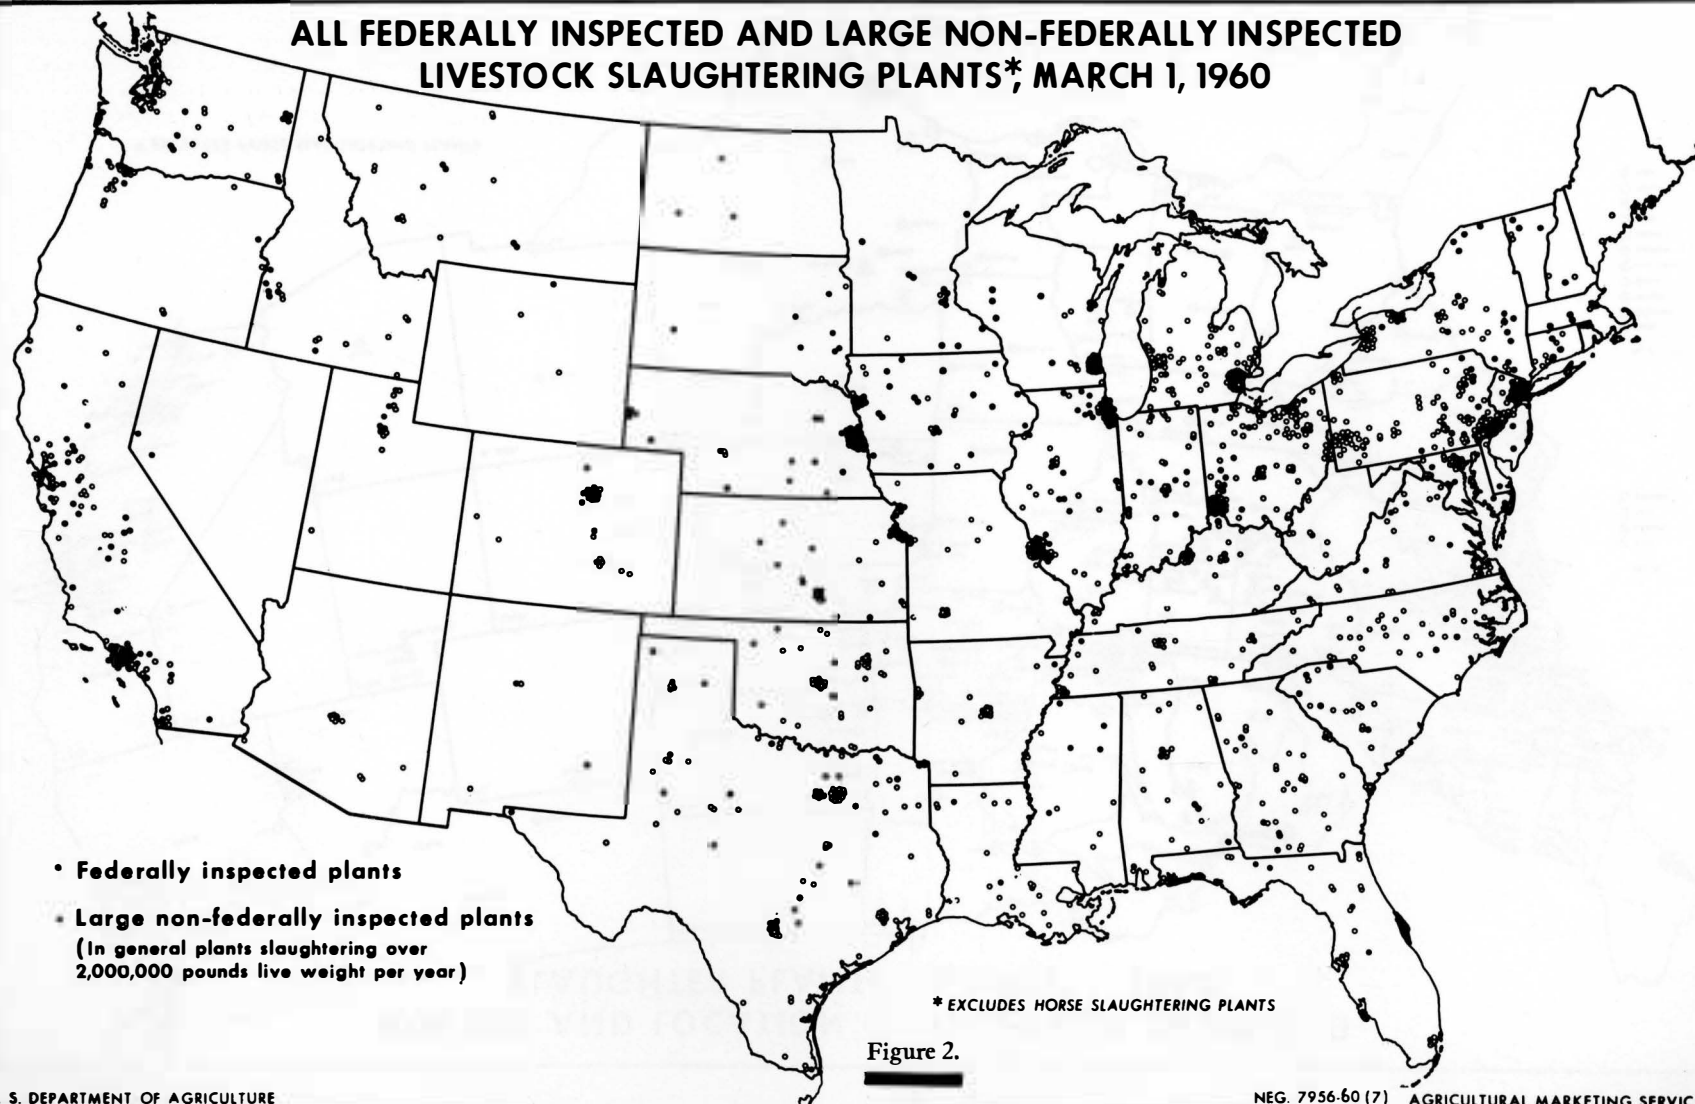 ALL FEDERALLY INSPECTED AND LARGE NON-FEDERALLY INSPECTED
LIVESTOCK SLAUGHTERING PLANTS*, MARCH 1, 1960
• Federally inspected plants
Large non-federally inspected plants
(In general plants slaughtering over
2,000,000 pounds live weight per year)
* EXCLUDES HORSE SLAUGHTERING PLANTS
Figure 2.
S. DEPARTMENT OF AGRICULTURE
NEG. 7956-60 (7) AGRICULTURAL MARKETING SERVIC